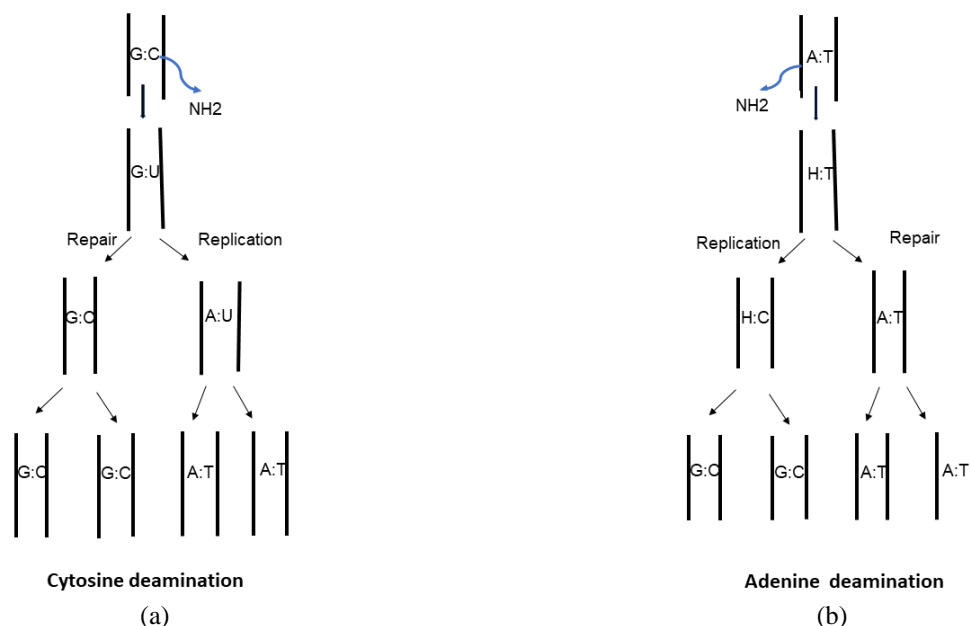 G:C
NH2
G:U
Repair
Replication
G:C
A:U
G:C
G:C
A:T
A:T
Cytosine deamination
(a)
A:T
NH2
H:T
Replication
Repair
H:C
A:T
G:C
G:C
A:T
A:T
Adenine deamination
(b)